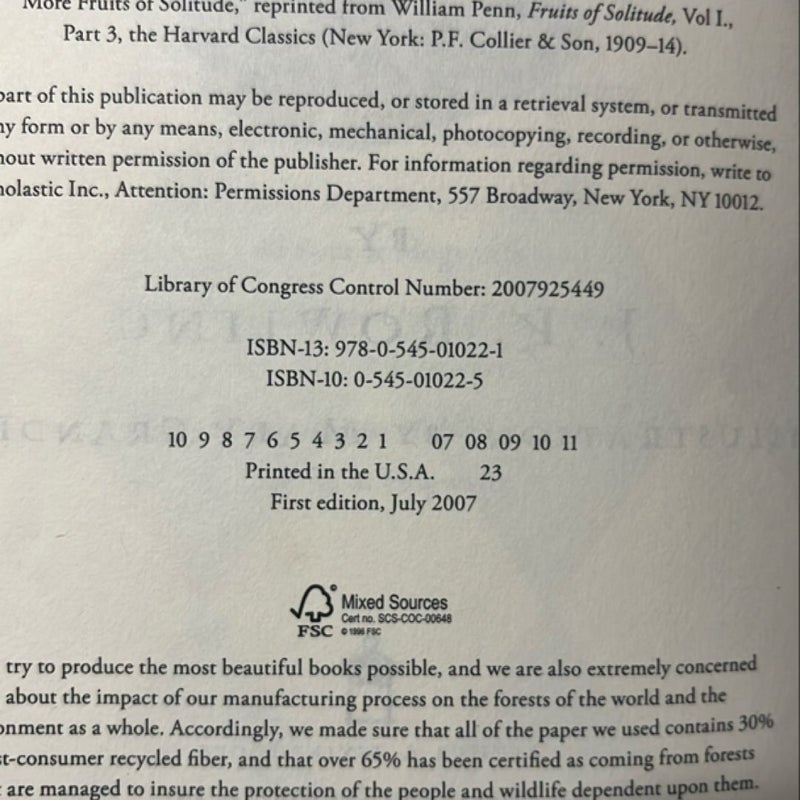 More Fruits of Solitude," reprinted from William Penn, Fruits of Solitude, Vol I.,
Part 3, the Harvard Classics (New York: P.F. Collier & Son, 1909–14).
part of this publication may be reproduced, or stored in a retrieval system, or transmitted
ny form or by any means, electronic, mechanical, photocopying, recording, or otherwise,
hout written permission of the publisher. For information regarding permission, write to
holastic Inc., Attention: Permissions Department, 557 Broadway, New York, NY 10012.
BY
J. K. ROWLING
Library of Congress Control Number: 2007925449
ISBN-13: 978-0-545-01022-1
ISBN-10: 0-545-01022-5
10 9 8 7 6 5 4 3 2 1 07 08 09 10 11
Printed in the U.S.A. 23
First edition, July 2007
Mixed Sources
Cert no. SCS-COC-00648
© 1996 FSC
FSC
try to produce the most beautiful books possible, and we are also extremely concerned
about the impact of our manufacturing process on the forests of the world and the
onment as a whole. Accordingly, we made sure that all of the paper we used contains 30%
st-consumer recycled fiber, and that over 65% has been certified as coming from forests
t are managed to insure the protection of the people and wildlife dependent upon them.